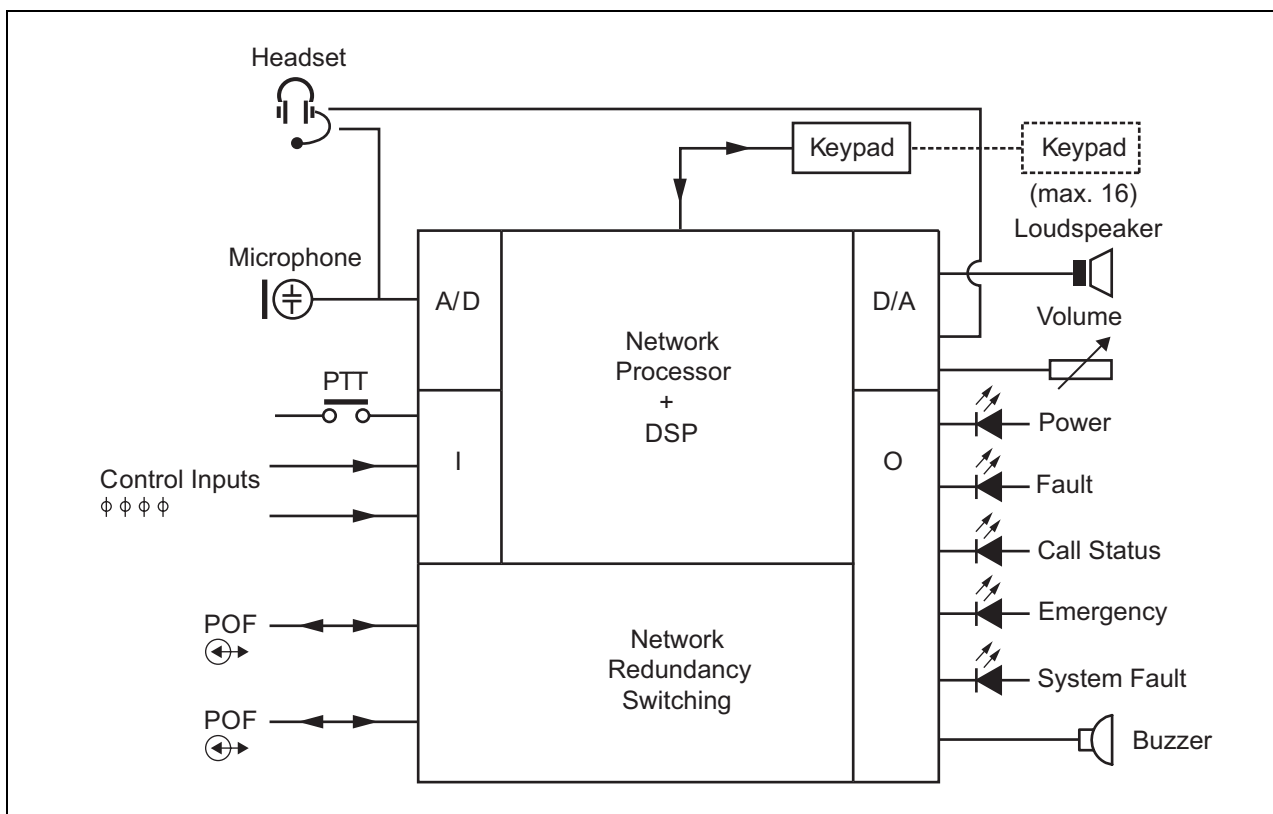 Headset
Keypad
Keypad
(max. 16)
Loudspeaker
Microphone
A/D
D/A
Volume
Network
Processor
+
DSP
PTT
I
O
Power
Control Inputs
Fault
Call Status
POF
Network
Redundancy
Switching
Emergency
System Fault
POF
Buzzer